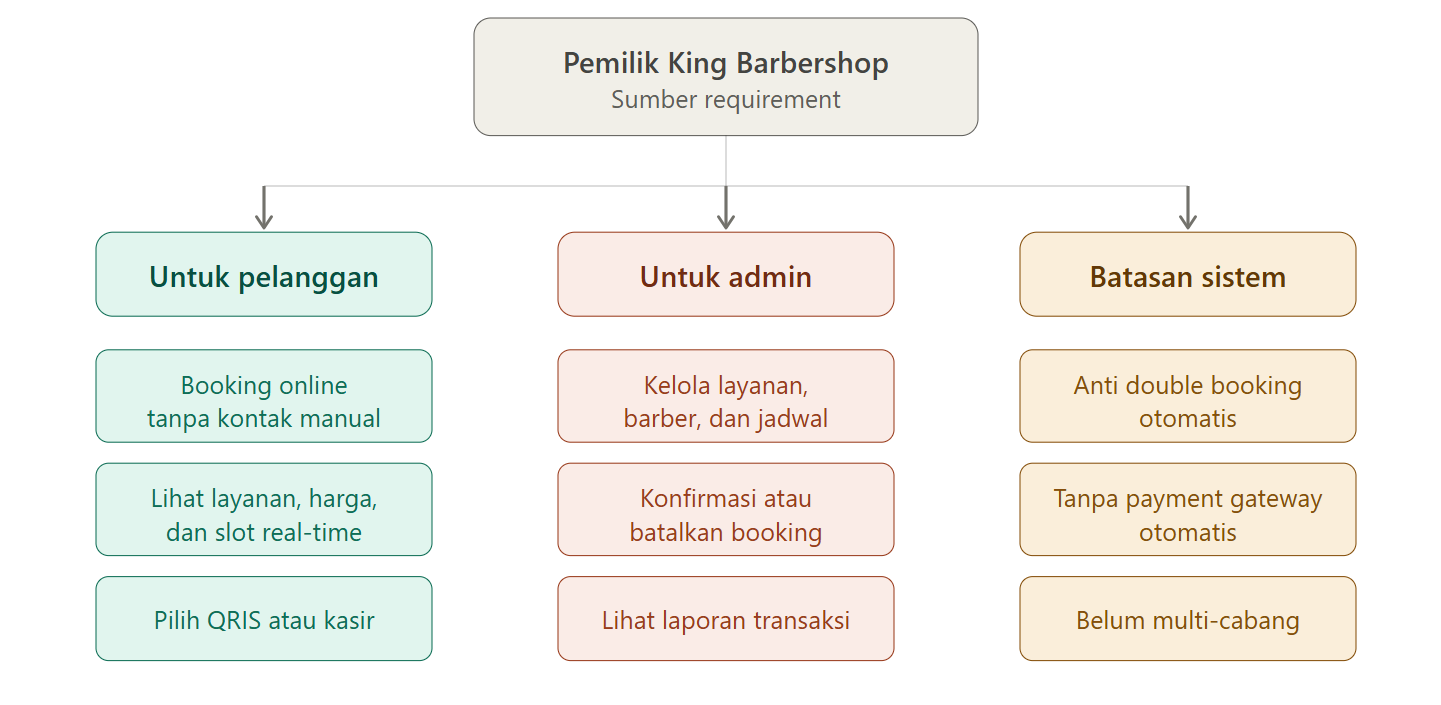 Pemilik King Barbershop
Sumber requirement
Untuk pelanggan
Booking online
tanpa kontak manual
Lihat layanan, harga,
dan slot real-time
Pilih QRIS atau kasir
Untuk admin
Kelola layanan,
barber, dan jadwal
Konfirmasi atau
batalkan booking
Lihat laporan transaksi
Batasan sistem
Anti double booking
otomatis
Tanpa payment gateway
otomatis
Belum multi-cabang